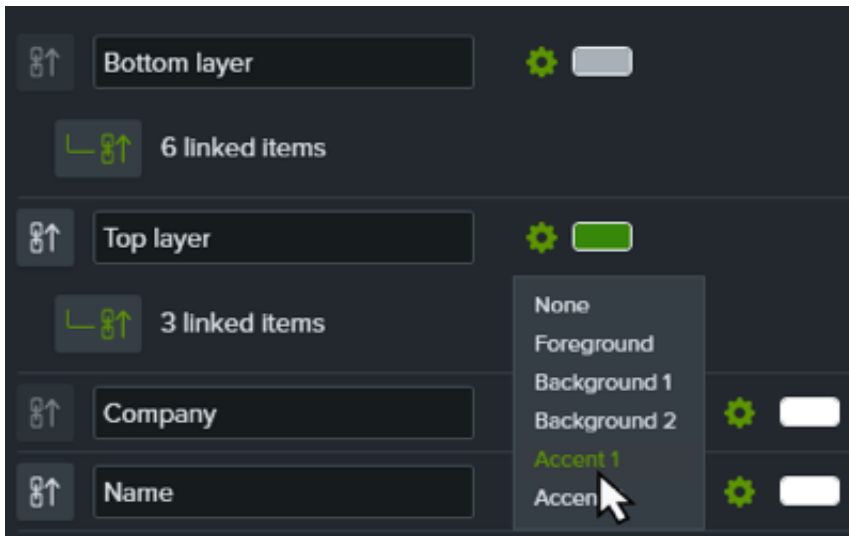 Bottom layer
6 linked items
Top layer
3 linked items
None
Foreground
Background 1
Background 2
Accent 1
Company
Name